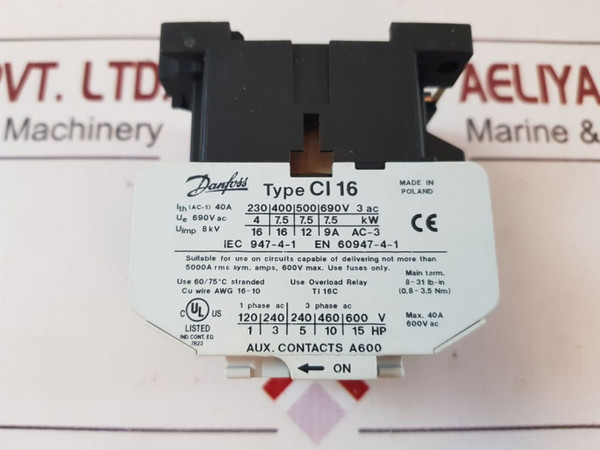 PVT. LTD.
AELIYA
Machinery
Marine &
Danfoss Type CI 16
MADE IN
POLAND
Ith (AC-1) 40A 230 400 500 690V 3 ac
Ue 690V ac 4 7.5 7.5 7.5 kW
Uimp 8 kV 16 16 12 9A AC-3
CE
IEC 947-4-1 EN 60947-4-1
Suitable for use on circuits capable of delivering not more than
5000A rms sym. amps, 600V max. Use fuses only.
Use 60/75°C stranded
Cu wire AWG 16-10
Use Overload Relay
TI 16C
Main term.
8-31 lb-in
(0.8-3.5 Nm)
1 phase ac 3 phase ac
120 240 240 460 600 V
1 3 5 10 15 HP
C UL US
LISTED
IND. CONT. EQ.
7R23
Max. 40A
600V ac
AUX. CONTACTS A600
← ON